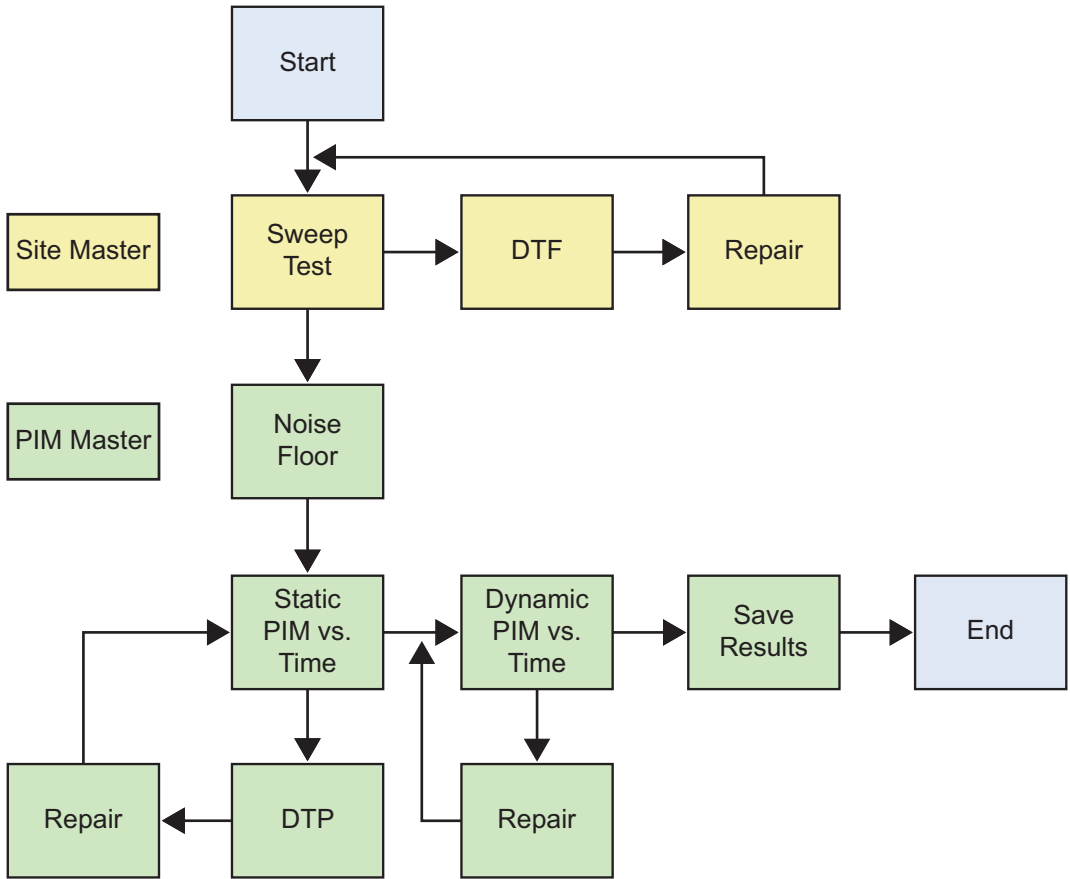 Start
Site Master
Sweep
Test
DTF
Repair
PIM Master
Noise
Floor
Static
PIM vs.
Time
Dynamic
PIM vs.
Time
Save
Results
End
Repair
DTP
Repair